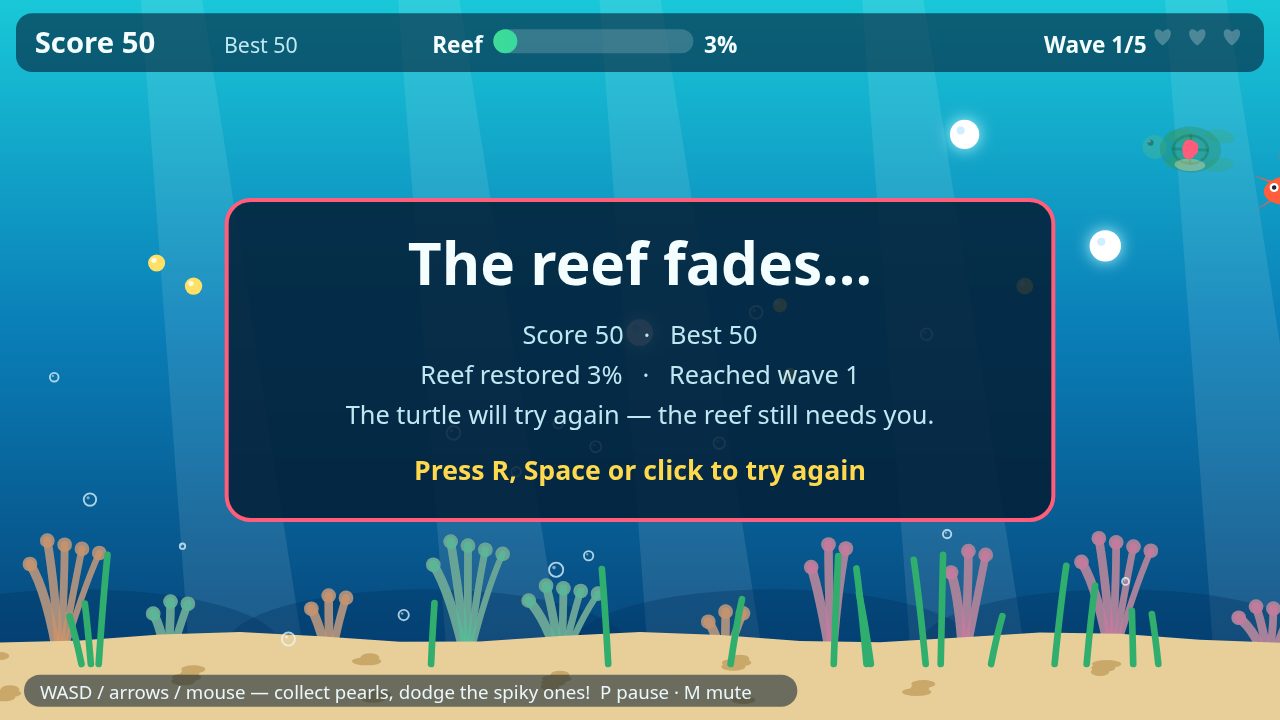 Score 50 Best 50 Reef 3% Wave 1/5
The reef fades...
Score 50 · Best 50
Reef restored 3% · Reached wave 1
The turtle will try again — the reef still needs you.
Press R, Space or click to try again
WASD / arrows / mouse — collect pearls, dodge the spiky ones! P pause · M mute